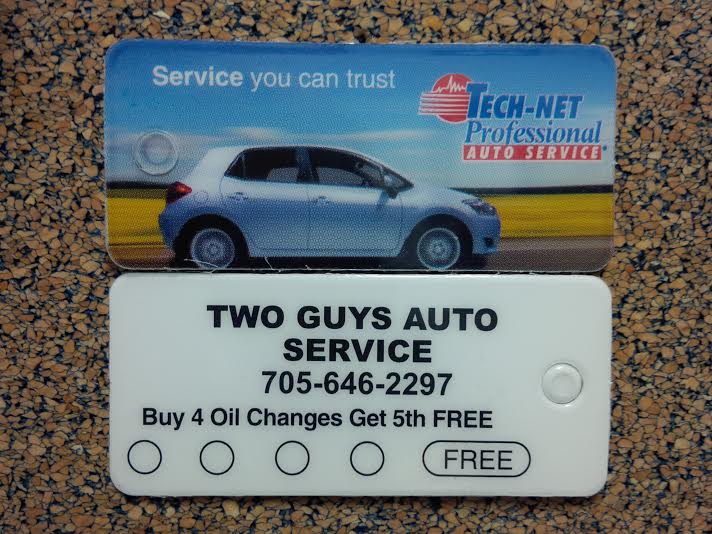 Service you can trust
TECH-NET
Professional
AUTO SERVICE
TWO GUYS AUTO
SERVICE
705-646-2297
Buy 4 Oil Changes Get 5th FREE
FREE